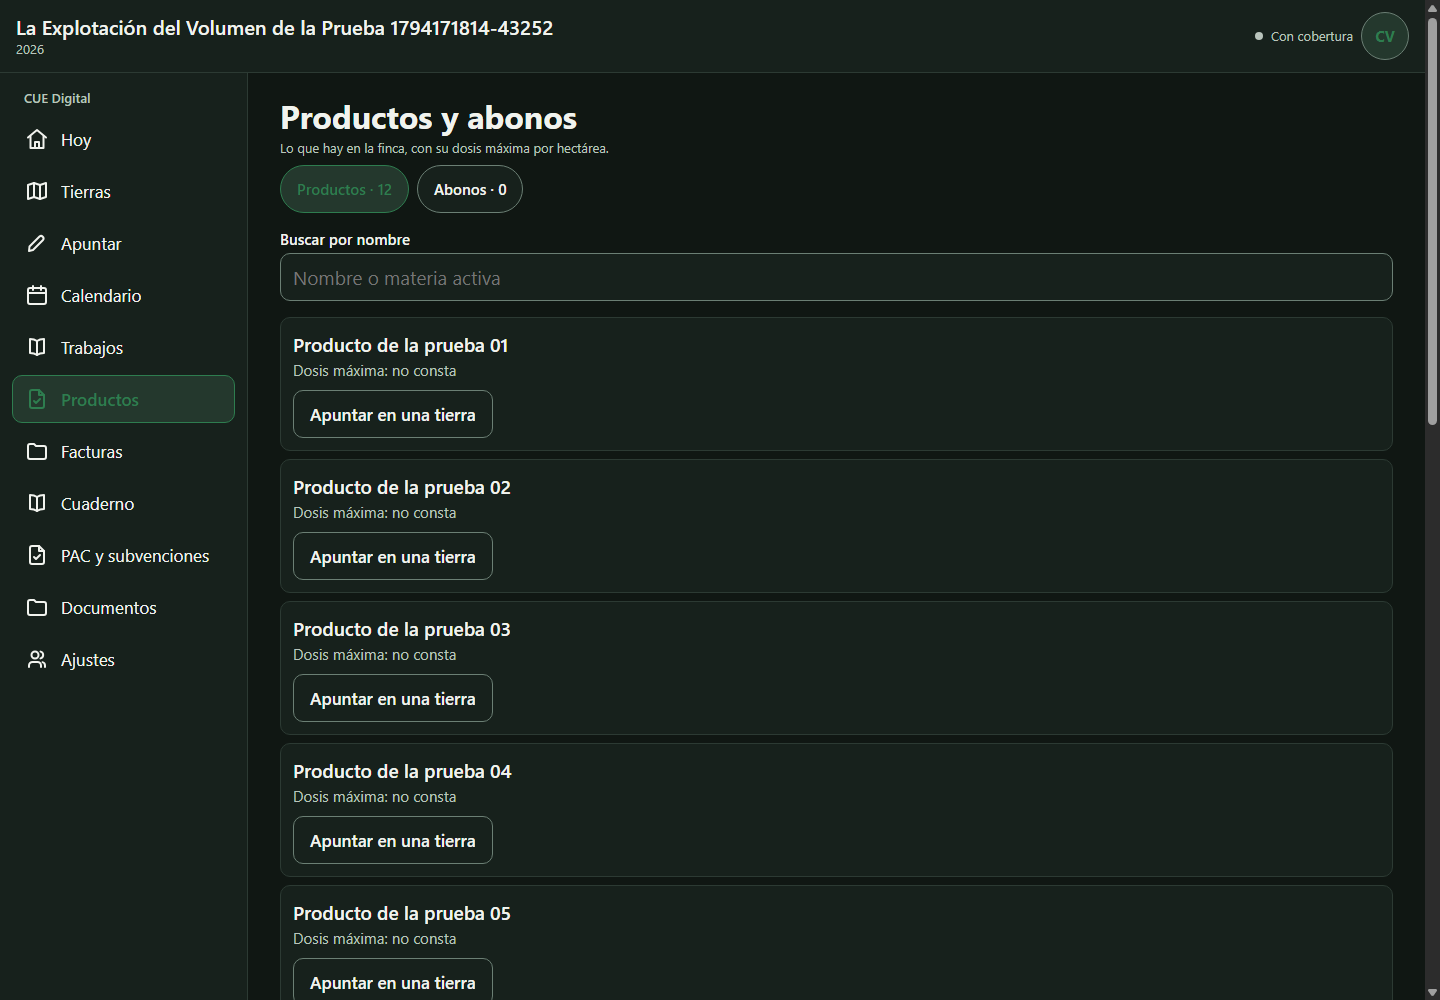 La Explotación del Volumen de la Prueba 1794171814-43252
2026
Con cobertura
CV
CUE Digital
Hoy
Tierras
Apuntar
Calendario
Trabajos
Productos
Facturas
Cuaderno
PAC y subvenciones
Documentos
Ajustes
Productos y abonos
Lo que hay en la finca, con su dosis máxima por hectárea.
Productos · 12
Abonos · 0
Buscar por nombre
Nombre o materia activa
Producto de la prueba 01
Dosis máxima: no consta
Apuntar en una tierra
Producto de la prueba 02
Dosis máxima: no consta
Apuntar en una tierra
Producto de la prueba 03
Dosis máxima: no consta
Apuntar en una tierra
Producto de la prueba 04
Dosis máxima: no consta
Apuntar en una tierra
Producto de la prueba 05
Dosis máxima: no consta
Apuntar en una tierra